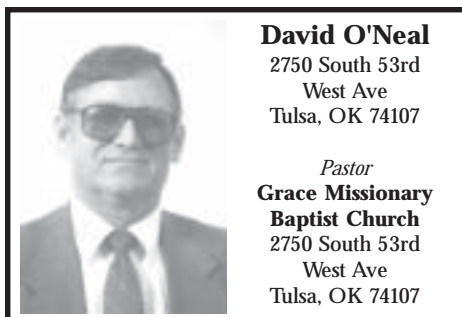 David O'Neal
2750 South 53rd
West Ave
Tulsa, OK 74107
Pastor
Grace Missionary
Baptist Church
2750 South 53rd
West Ave
Tulsa, OK 74107